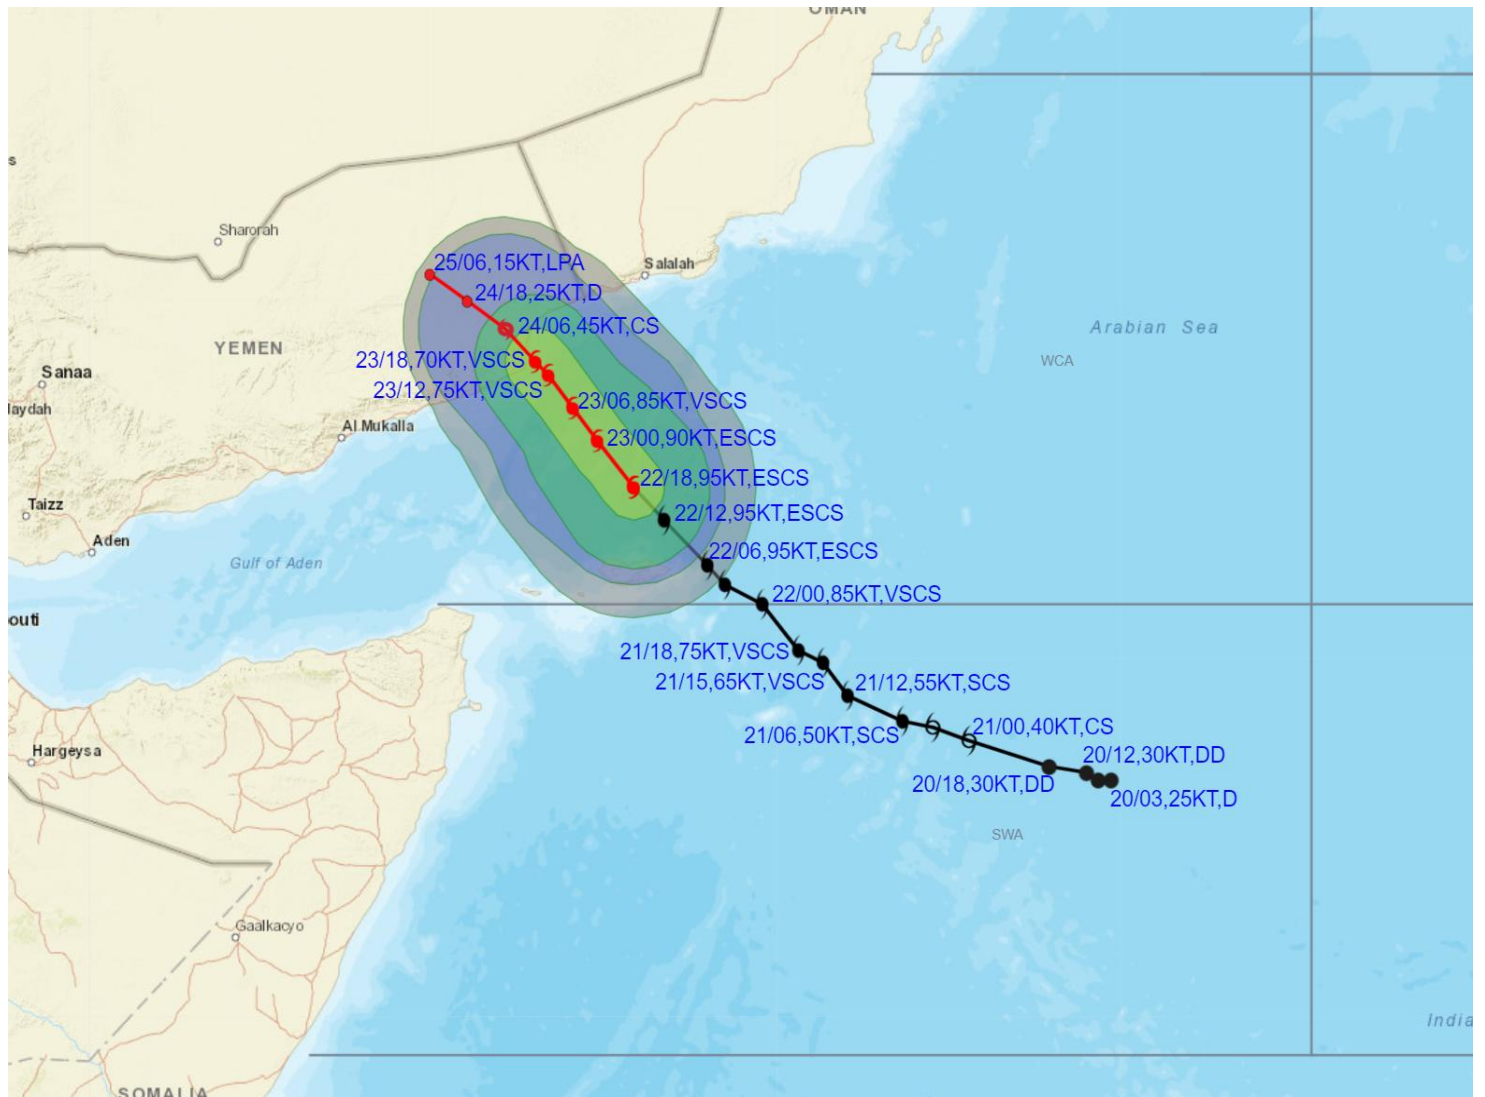 OMAN
s
Sharorah
Salalah
25/06,15KT,LPA
24/18,25KT,D
24/06,45KT,CS
Arabian Sea
YEMEN
23/18,70KT,VSCS
WCA
Sanaa
23/12,75KT,VSCS
23/06,85KT,VSCS
laydah
Al Mukalla
23/00,90KT,ESCS
22/18,95KT,ESCS
Taizz
22/12,95KT,ESCS
Aden
22/06,95KT,ESCS
Gulf of Aden
22/00,85KT,VSCS
outi
21/18,75KT,VSCS
21/15,65KT,VSCS
21/12,55KT,SCS
21/06,50KT,SCS
21/00,40KT,CS
Hargeysa
20/12,30KT,DD
20/18,30KT,DD
20/03,25KT,D
SWA
Gaalkacyo
India
SOMALIA